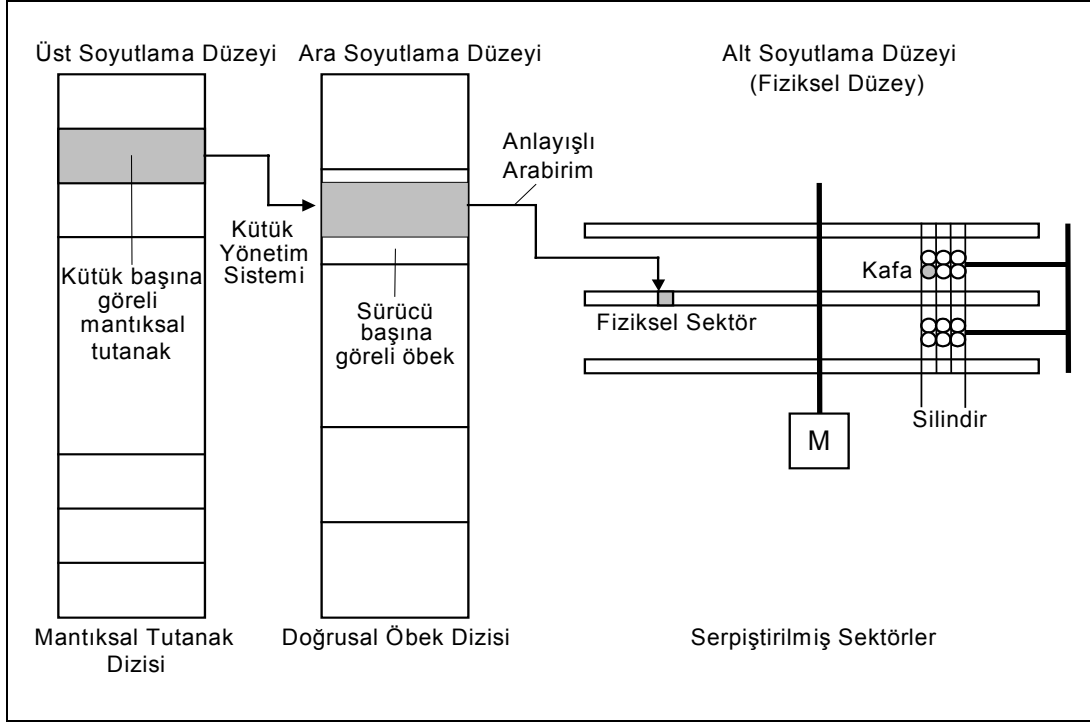 Üst Soyutlama Düzeyi
Ara Soyutlama Düzeyi
Alt Soyutlama Düzeyi
(Fiziksel Düzey)
Anlayışlı
Arabirim
Kütük
Yönetim
Sistemi
Kütük başına
göreli
mantıksal
tutanak
Sürücü
başına
göreli öbek
Kafa
Fiziksel Sektör
Silindir
M
Mantıksal Tutanak
Dizisi
Doğrusal Öbek Dizisi
Serpiştirilmiş Sektörler